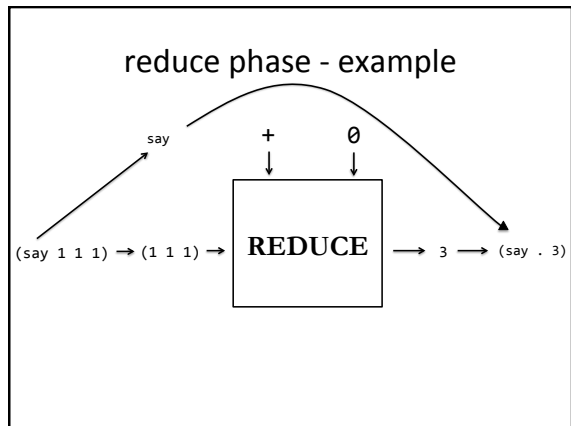 reduce phase - example
say
+ 0
(say 1 1 1) (1 1 1) REDUCE 3 (say . 3)